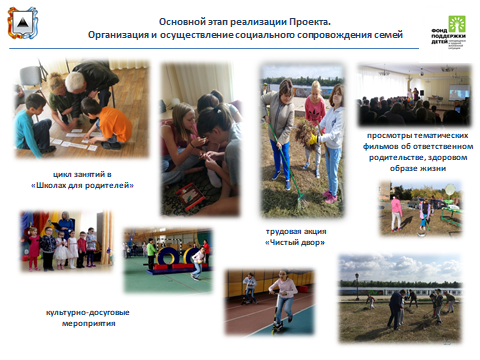 Основной этап реализации Проекта.
Организация и осуществление социального сопровождения семей
ФОНД
ПОДДЕРЖКИ
ДЕТЕЙ
цикл занятий в
«Школах для родителей»
просмотры тематических
фильмов об ответственном
родительстве, здоровом
образе жизни
трудовая акция
«Чистый двор»
культурно-досуговые
мероприятия